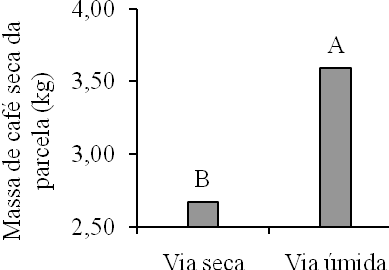 Massa de café seca da
parcela (kg)
4,00
3,50
3,00
2,50
B
A
Via seca
Via úmida